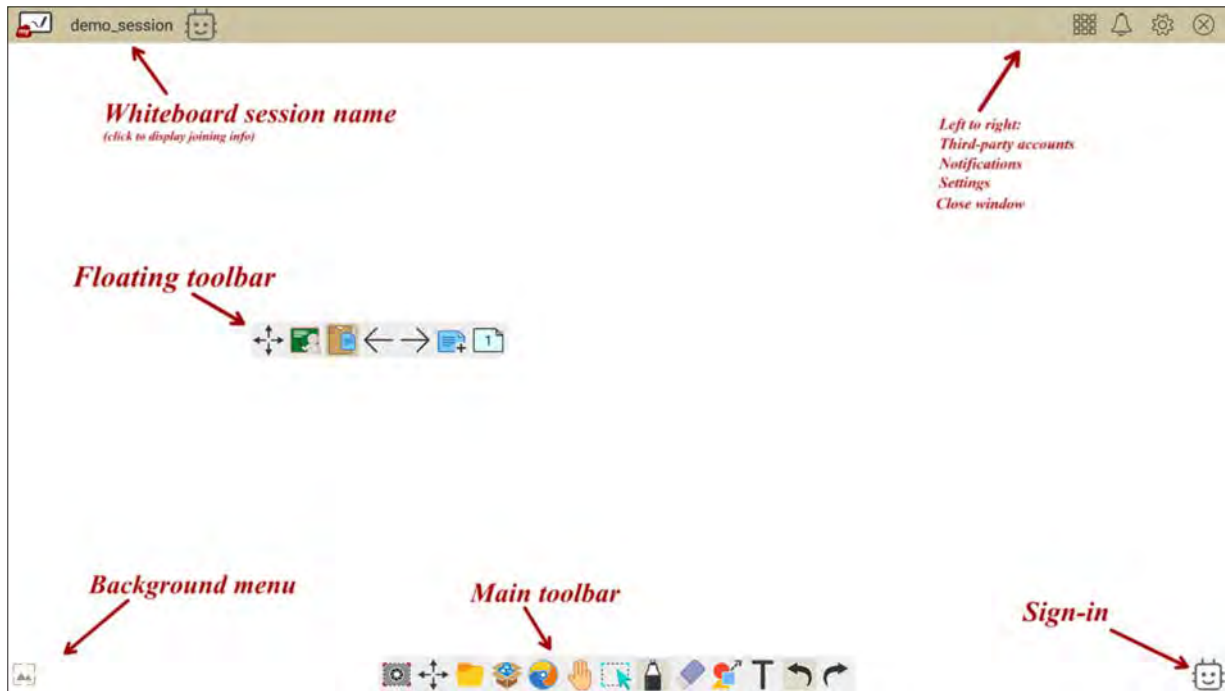 my
demo_session
Whiteboard session name
(click to display joining info)
Left to right:
Third-party accounts
Notifications
Settings
Close window
Floating toolbar
1
Background menu
Main toolbar
Sign-in
T